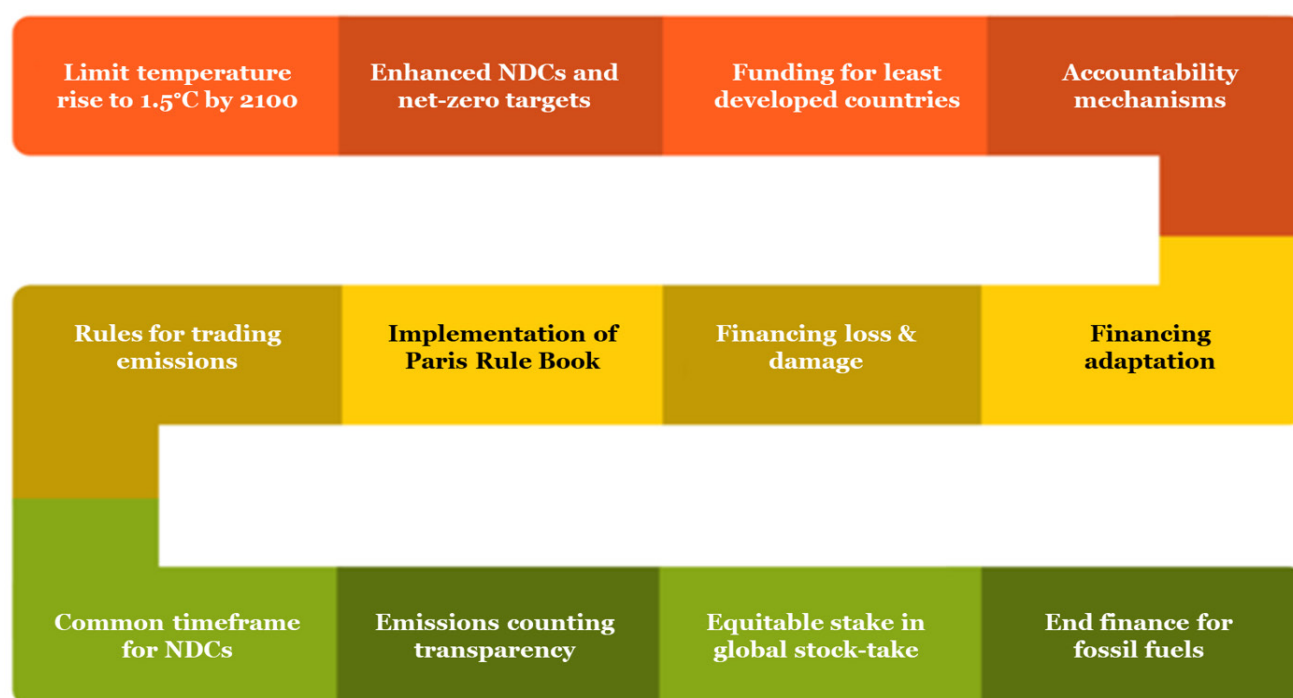 Limit temperature
rise to 1.5°C by 2100
Enhanced NDCs and
net-zero targets
Funding for least
developed countries
Accountability
mechanisms
Rules for trading
emissions
Implementation of
Paris Rule Book
Financing loss &
damage
Financing
adaptation
Common timeframe
for NDCs
Emissions counting
transparency
Equitable stake in
global stock-take
End finance for
fossil fuels